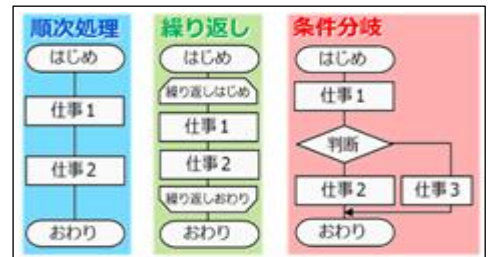 順次処理
はじめ
仕事1
仕事2
おわり
繰り返し
はじめ
繰り返しはじめ
仕事1
仕事2
繰り返しおわり
おわり
条件分岐
はじめ
仕事1
判断
仕事2
仕事3
おわり